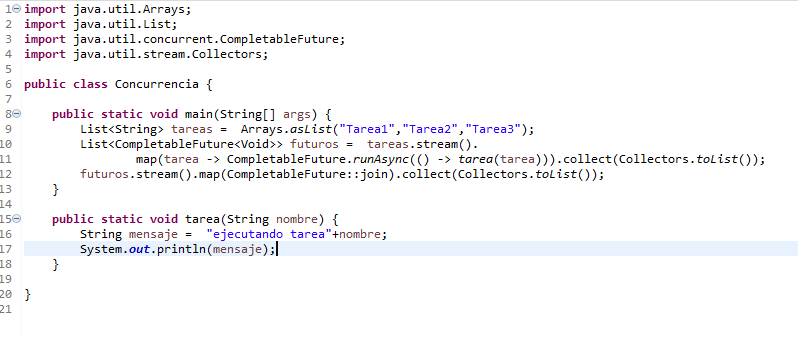 1 import java.util.Arrays;
2 import java.util.List;
3 import java.util.concurrent.CompletableFuture;
4 import java.util.stream.Collectors;
5
6 public class Concurrencia {
7
8     public static void main(String[] args) {
9         List<String> tareas =  Arrays.asList("Tarea1","Tarea2","Tarea3");
10         List<CompletableFuture<Void>> futuros =  tareas.stream().
11                 map(tarea -> CompletableFuture.runAsync(() -> tarea(tarea))).collect(Collectors.toList());
12         futuros.stream().map(CompletableFuture::join).collect(Collectors.toList());
13     }
14
15     public static void tarea(String nombre) {
16         String mensaje =  "ejecutando tarea"+nombre;
17         System.out.println(mensaje);
18     }
19
20 }
21